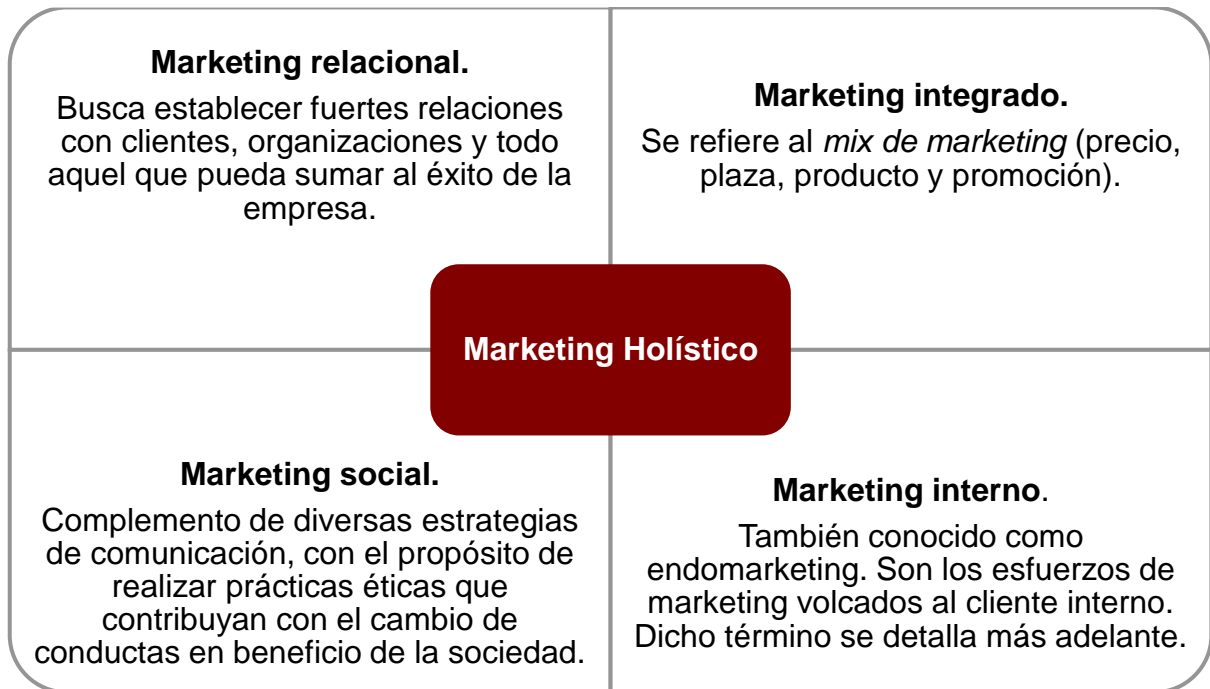 Marketing relacional.
Busca establecer fuertes relaciones
con clientes, organizaciones y todo
aquel que pueda sumar al éxito de la
empresa.
Marketing integrado.
Se refiere al mix de marketing (precio,
plaza, producto y promoción).
Marketing Holístico
Marketing social.
Complemento de diversas estrategias
de comunicación, con el propósito de
realizar prácticas éticas que
contribuyan con el cambio de
conductas en beneficio de la sociedad.
Marketing interno.
También conocido como
endomarketing. Son los esfuerzos de
marketing volcados al cliente interno.
Dicho término se detalla más adelante.